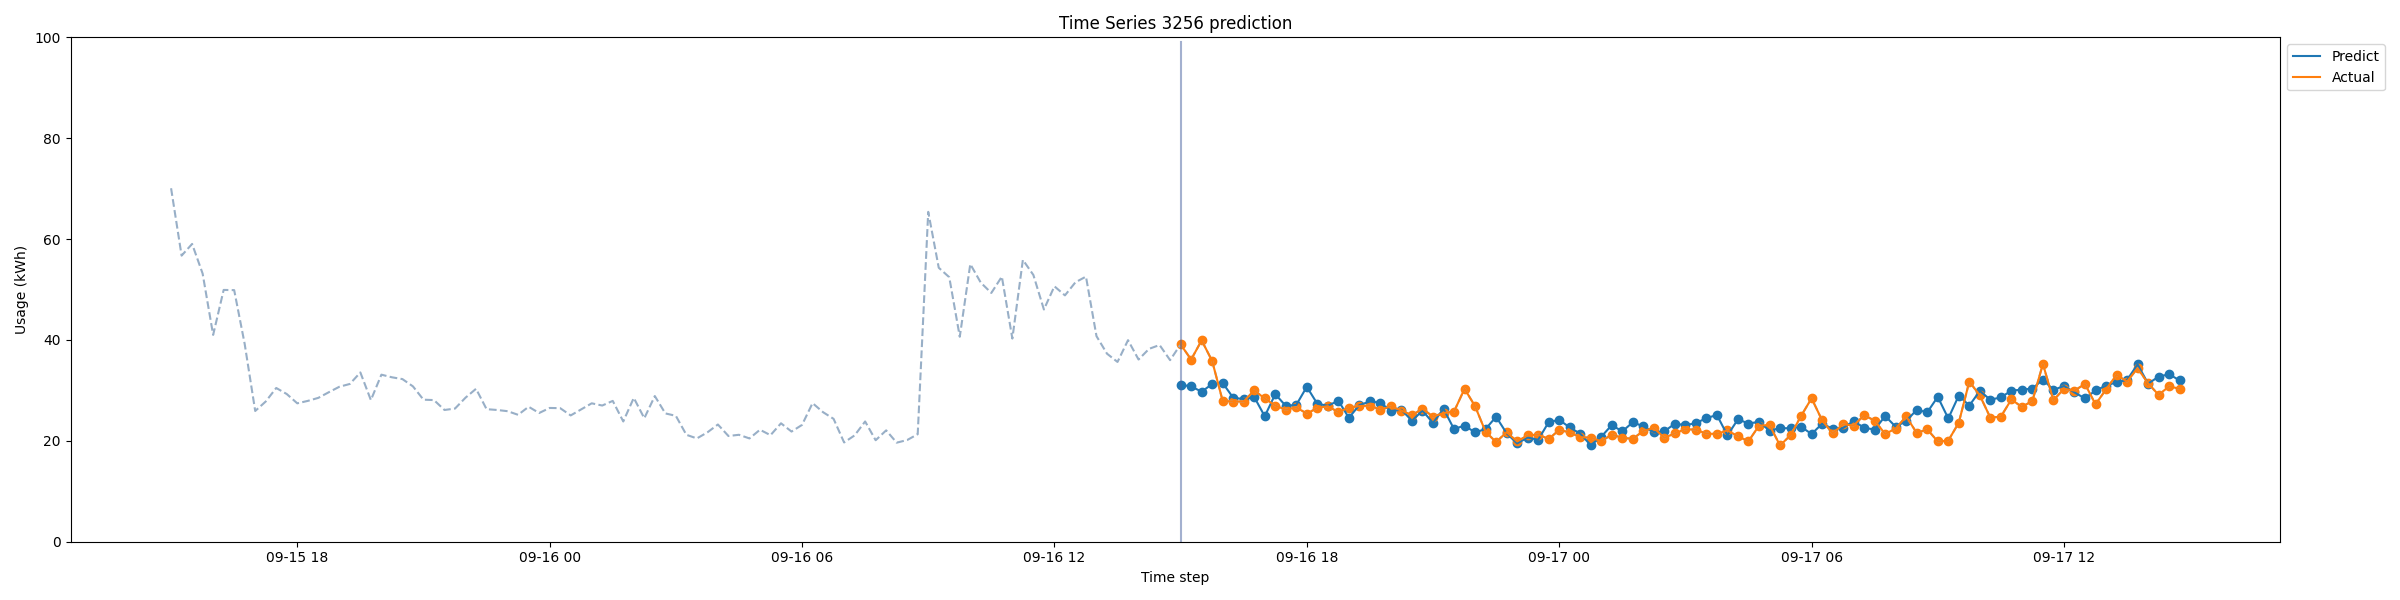 Time Series 3256 prediction
Usage (kWh)
100
80
60
40
20
0
09-15 18
09-16 00
09-16 06
09-16 12
09-16 18
09-17 00
09-17 06
09-17 12
Time step
Predict
Actual